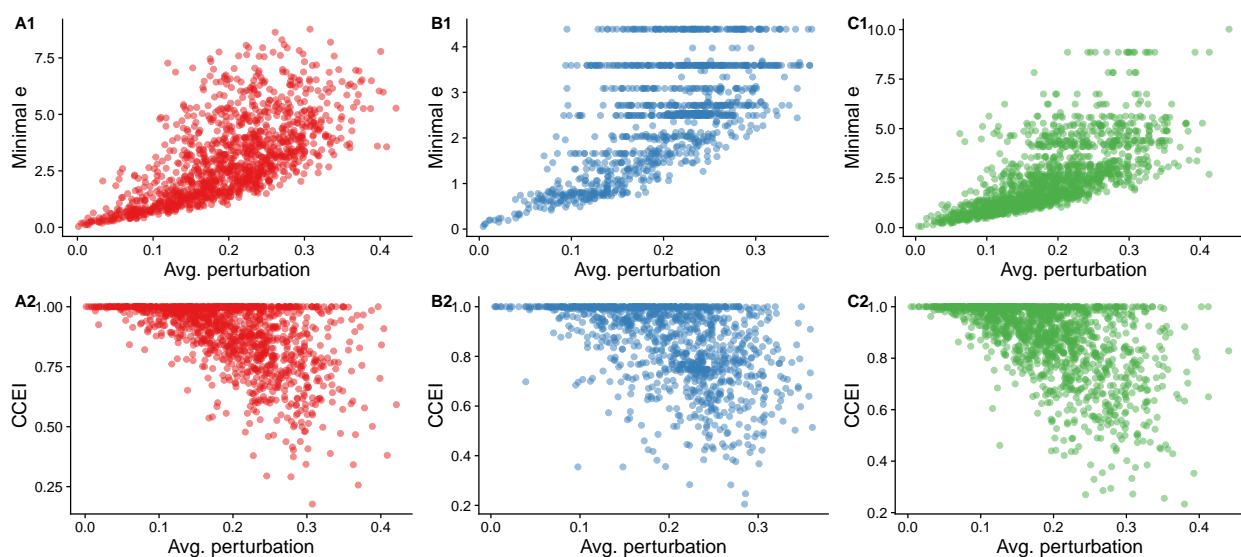 A1
Minimal e
7.5
5.0
2.5
0.0
0.0 0.1 0.2 0.3 0.4
Avg. perturbation
B1
Minimal e
4
3
2
1
0
0.0 0.1 0.2 0.3
Avg. perturbation
C1
Minimal e
10.0
7.5
5.0
2.5
0.0
0.0 0.1 0.2 0.3 0.4
Avg. perturbation
A2
CCEI
1.00
0.75
0.50
0.25
0.0 0.1 0.2 0.3 0.4
Avg. perturbation
B2
CCEI
1.0
0.8
0.6
0.4
0.2
0.0 0.1 0.2 0.3
Avg. perturbation
C2
CCEI
1.0
0.8
0.6
0.4
0.2
0.0 0.1 0.2 0.3 0.4
Avg. perturbation